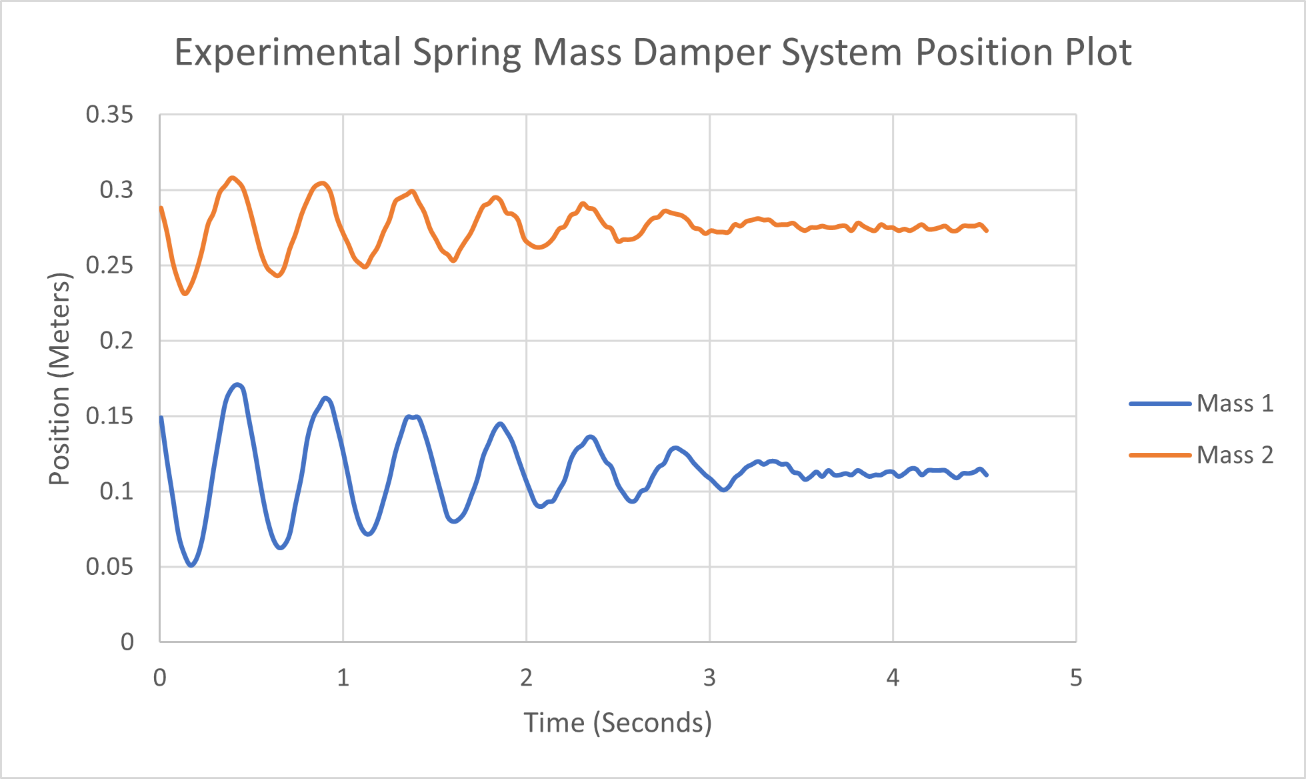 Experimental Spring Mass Damper System Position Plot
0.35
0.3
0.25
0.2
0.15
0.1
0.05
0
Position (Meters)
0 1 2 3 4 5
Time (Seconds)
Mass 1
Mass 2